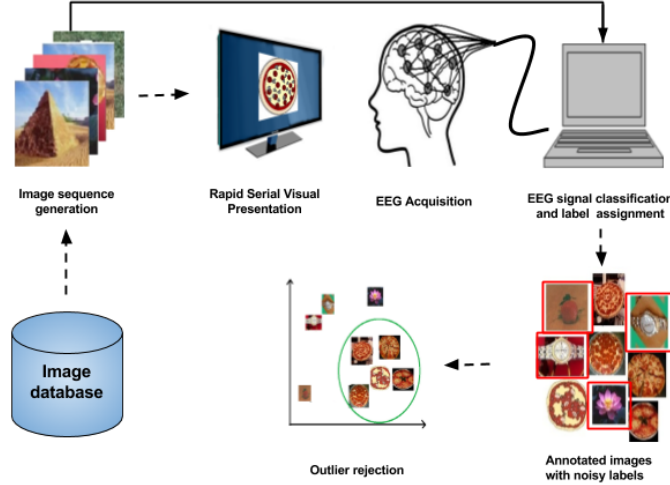 Image sequence
generation
Rapid Serial Visual
Presentation
EEG Acquisition
EEG signal classification
and label assignment
Image
database
Outlier rejection
Annotated images
with noisy labels